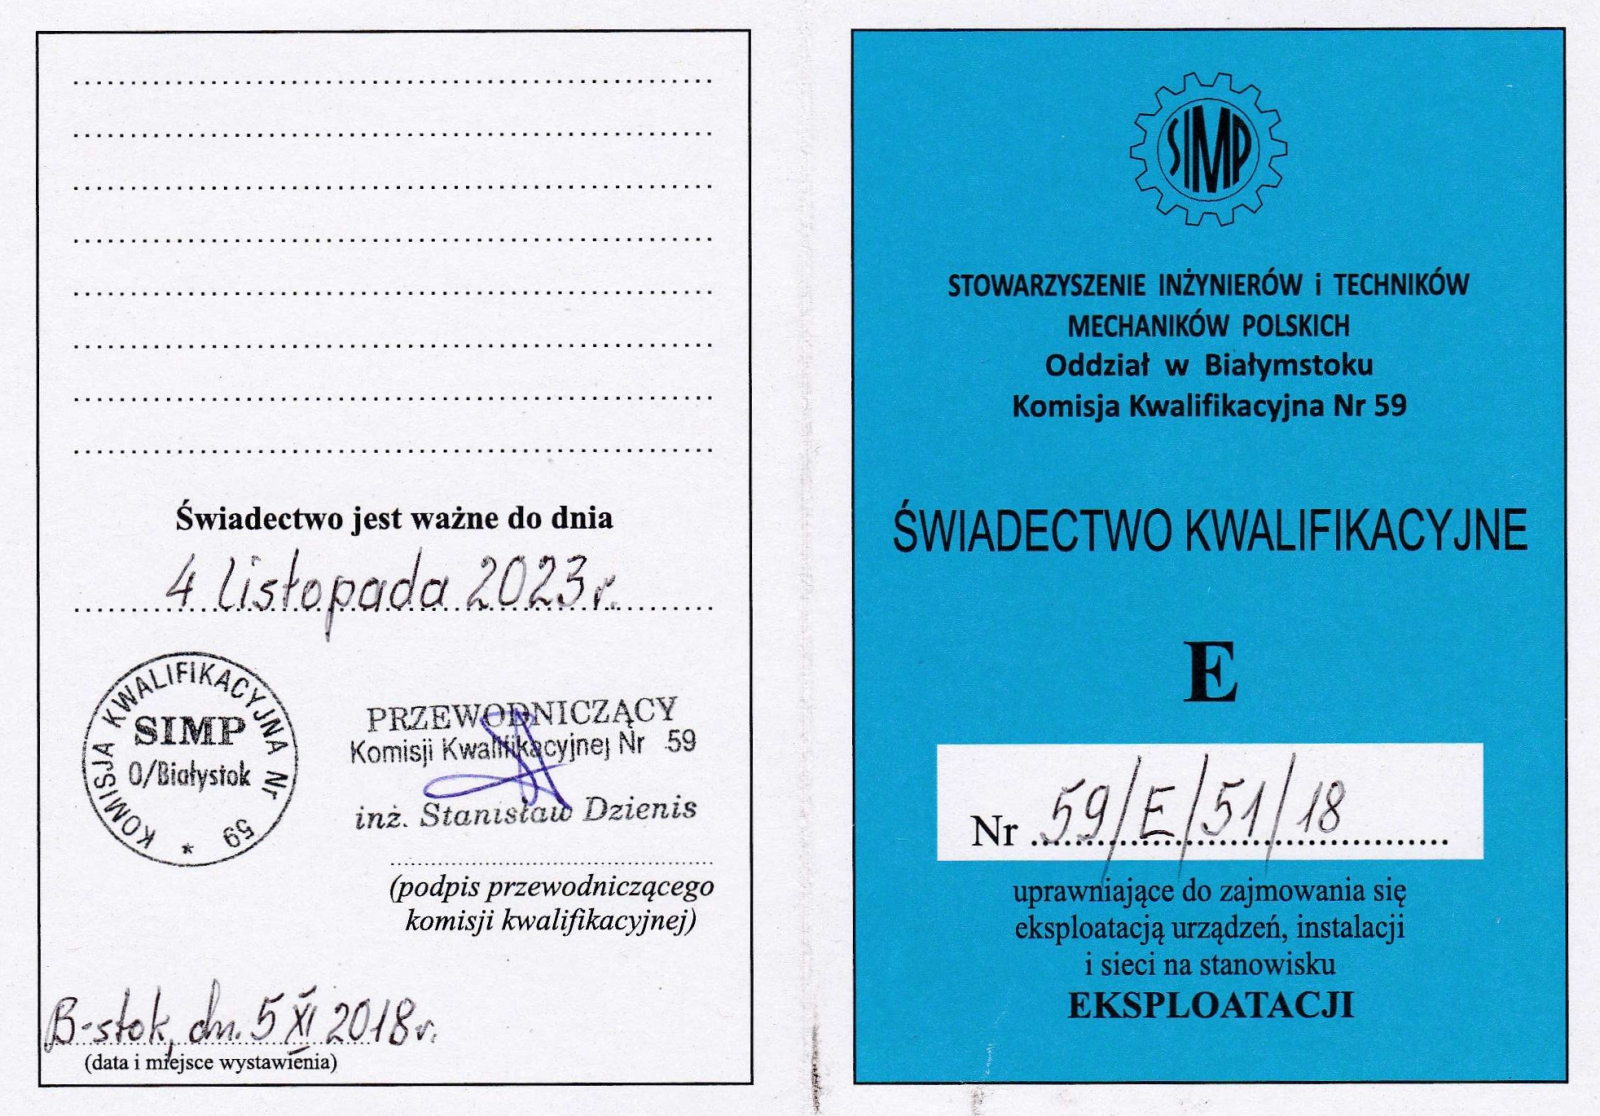 Świadectwo jest ważne do dnia
4 listopada 2023 r.
KOMISJA KWALIFIKACYJNA Nr 59 *
SIMP
O/Białystok
PRZEWODNICZĄCY
Komisji Kwalifikacyjnej Nr 59
inż. Stanisław Dzienis
(podpis przewodniczącego
komisji kwalifikacyjnej)
B-stok, dn. 5 XI 2018 r.
(data i miejsce wystawienia)
SIMP
STOWARZYSZENIE INŻYNIERÓW i TECHNIKÓW
MECHANIKÓW POLSKICH
Oddział w Białymstoku
Komisja Kwalifikacyjna Nr 59
ŚWIADECTWO KWALIFIKACYJNE
E
Nr 59/E/51/18
uprawniające do zajmowania się
eksploatacją urządzeń, instalacji
i sieci na stanowisku
EKSPLOATACJI